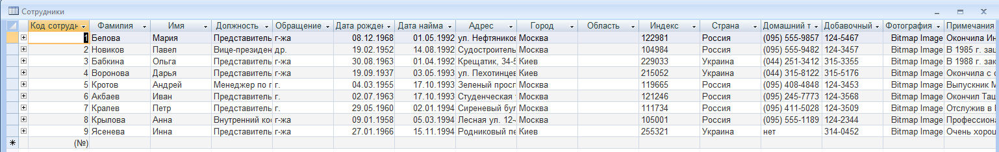 Сотрудники
Код сотрудн Фамилия Имя Должность Обращение Дата рожден Дата найма Адрес Город Область Индекс Страна Домашний т Добавочный Фотография Примечания
1 Белова Мария Представитель г-жа 08.12.1968 01.05.1992 ул. Нефтяников Москва 122981 Россия (095) 555-9857 124-5467 Bitmap Image Окончила Ин
2 Новиков Павел Вице-президен др. 19.02.1952 14.08.1992 Судостроитель Москва 104984 Россия (095) 555-9482 124-3457 Bitmap Image В 1985 г. защ
3 Бабкина Ольга Представитель г-жа 30.08.1963 01.04.1992 Крещатик, 34-5 Киев 229033 Украина (044) 251-3412 315-3355 Bitmap Image В 1988 г. зак
4 Воронова Дарья Представитель г-жа 19.09.1937 03.05.1993 ул. Пехотинцев Киев 215052 Украина (044) 315-8122 315-5176 Bitmap Image Окончила с о
5 Кротов Андрей Менеджер по п г. 04.03.1955 17.10.1993 Зеленый просп Москва 119665 Россия (095) 408-4848 124-3453 Bitmap Image Выпускник М
6 Акбаев Иван Представитель г. 02.07.1963 17.10.1993 Студенческая Москва 121246 Россия (095) 245-7773 124-3568 Bitmap Image Окончил Таш
7 Кралев Петр Представитель г. 29.05.1960 02.01.1994 Сиреневый бул Москва 111734 Россия (095) 411-5028 124-3509 Bitmap Image Отслужив в
8 Крылова Анна Внутренний коо г-жа 09.01.1958 05.03.1994 Лесная ул. 12- Москва 105001 Россия (095) 555-1189 124-2344 Bitmap Image Профессиона
9 Ясенева Инна Представитель г-жа 27.01.1966 15.11.1994 Родниковый пе Киев 255321 Украина нет 314-0452 Bitmap Image Очень хорош
(№)